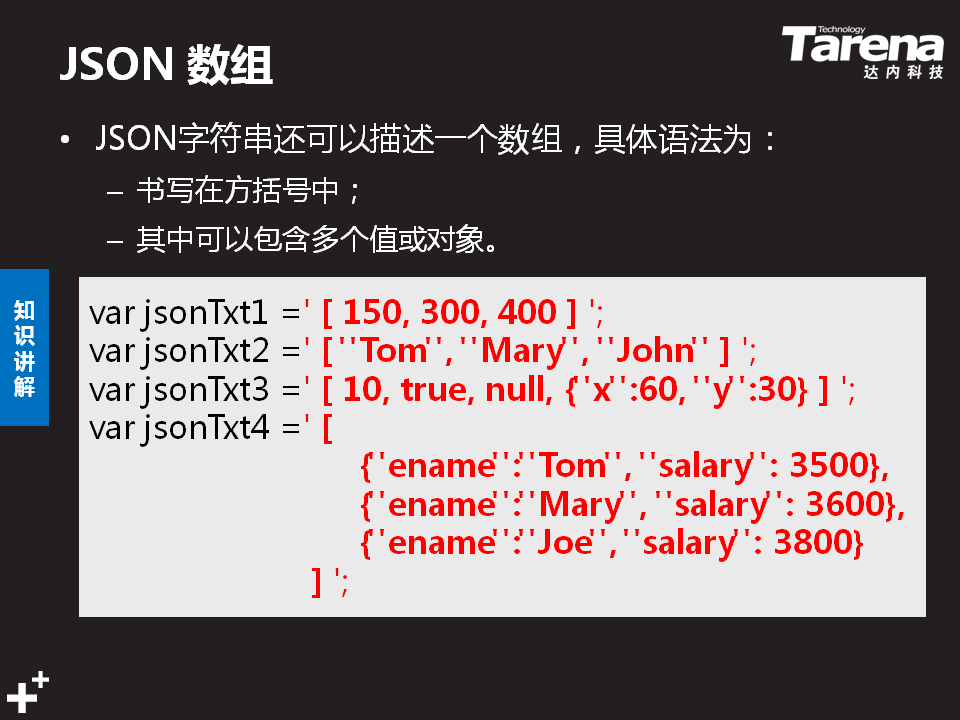 JSON 数组
Technology
Tarena
达内科技
• JSON字符串还可以描述一个数组，具体语法为：
– 书写在方括号中；
– 其中可以包含多个值或对象。
知识讲解
var jsonTxt1 =' [ 150, 300, 400 ] ';
var jsonTxt2 =' [ ''Tom'', ''Mary'', ''John'' ] ';
var jsonTxt3 =' [ 10, true, null, {''x'':60, ''y'':30} ] ';
var jsonTxt4 =' [
{''ename'':''Tom'', ''salary'': 3500},
{''ename'':''Mary'', ''salary'': 3600},
{''ename'':''Joe'', ''salary'': 3800}
] ';